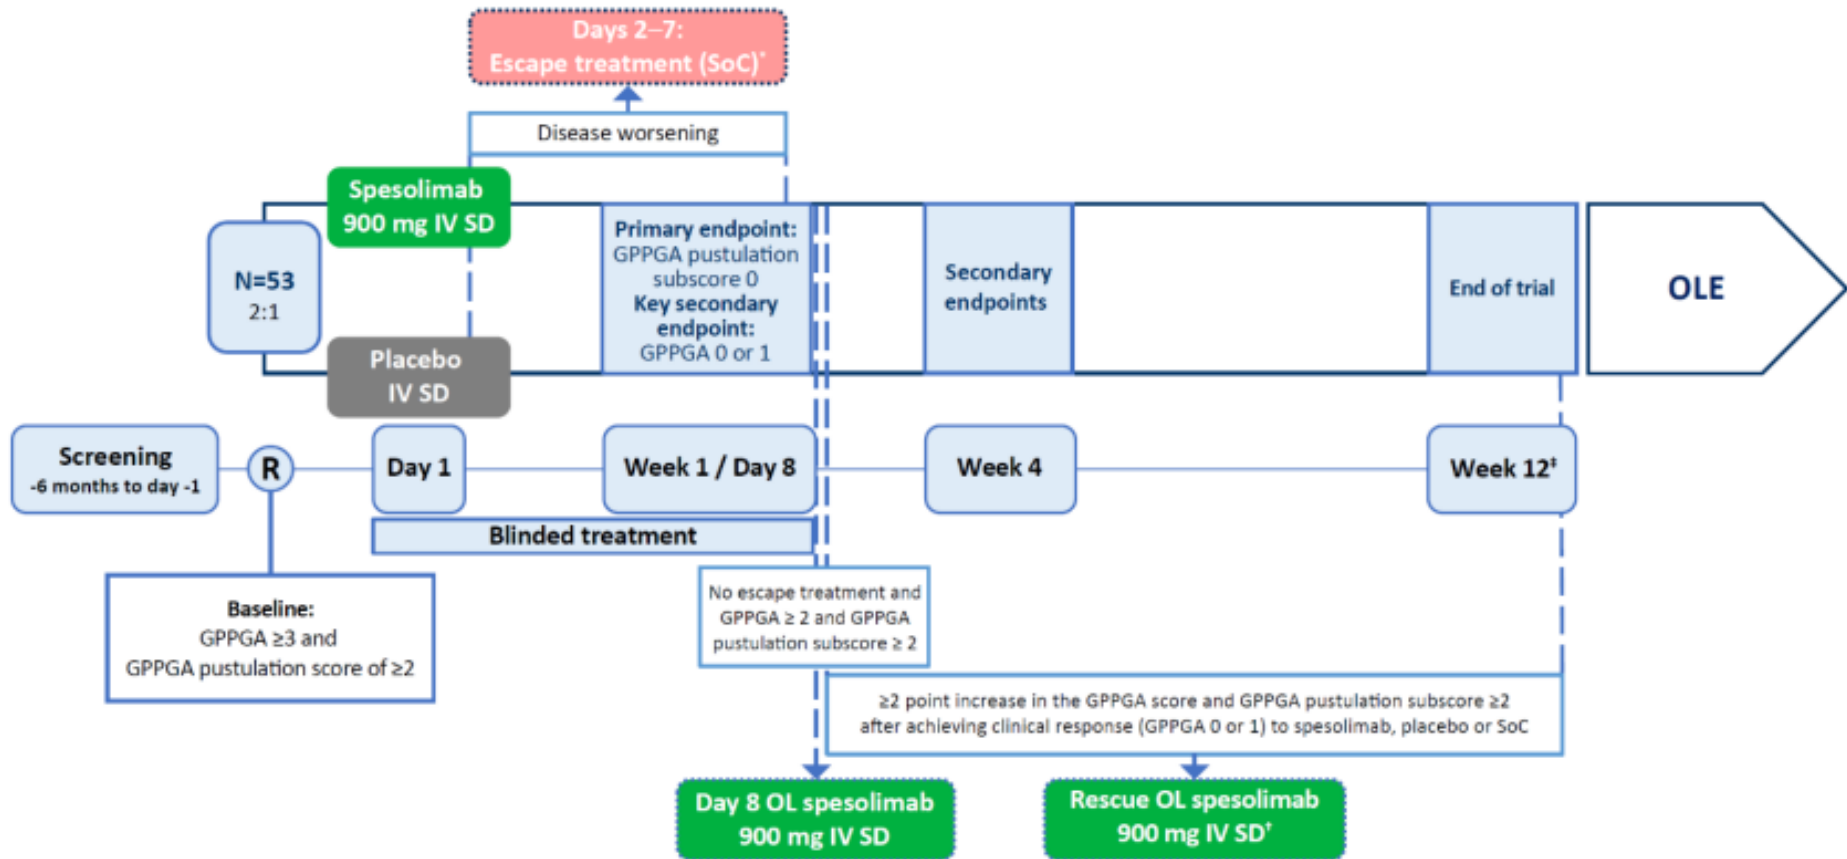 Days 2–7:
Escape treatment (SoC)*
Disease worsening
Spesolimab
900 mg IV SD
N=53
2:1
Placebo
IV SD
Primary endpoint:
GPPGA pustulation
subscore 0
Key secondary
endpoint:
GPPGA 0 or 1
Secondary
endpoints
End of trial
OLE
Screening
-6 months to day -1
R
Day 1
Week 1 / Day 8
Week 4
Week 12‡
Blinded treatment
Baseline:
GPPGA ≥3 and
GPPGA pustulation score of ≥2
No escape treatment and
GPPGA ≥ 2 and GPPGA
pustulation subscore ≥ 2
≥2 point increase in the GPPGA score and GPPGA pustulation subscore ≥2
after achieving clinical response (GPPGA 0 or 1) to spesolimab, placebo or SoC
Day 8 OL spesolimab
900 mg IV SD
Rescue OL spesolimab
900 mg IV SD†